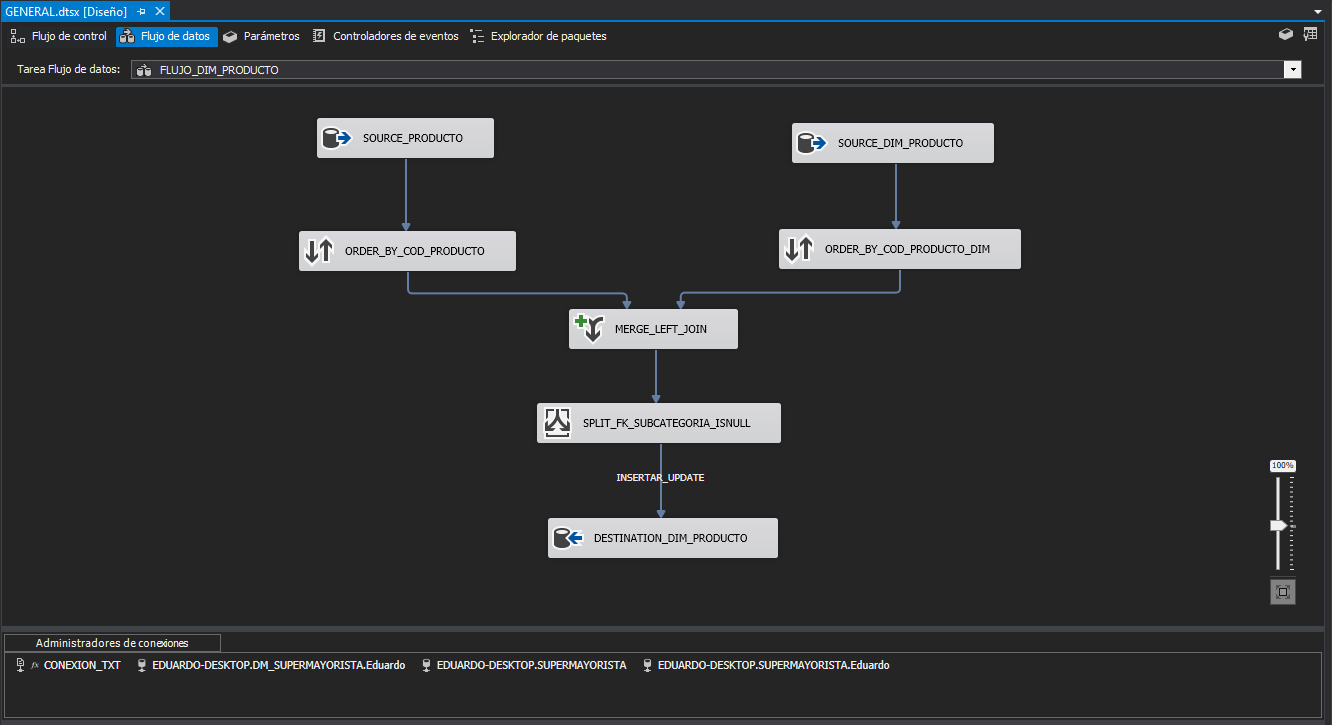 GENERAL.dtsx [Diseño]
Flujo de control
Flujo de datos
Parámetros
Controladores de eventos
Explorador de paquetes
Tarea Flujo de datos:
FLUJO_DIM_PRODUCTO
SOURCE_PRODUCTO
SOURCE_DIM_PRODUCTO
ORDER_BY_COD_PRODUCTO
ORDER_BY_COD_PRODUCTO_DIM
MERGE_LEFT_JOIN
SPLIT_FK_SUBCATEGORIA_ISNULL
INSERTAR_UPDATE
DESTINATION_DIM_PRODUCTO
100%
Administradores de conexiones
fx CONEXION_TXT
EDUARDO-DESKTOP.DM_SUPERMAYORISTA.Eduardo
EDUARDO-DESKTOP.SUPERMAYORISTA
EDUARDO-DESKTOP.SUPERMAYORISTA.Eduardo